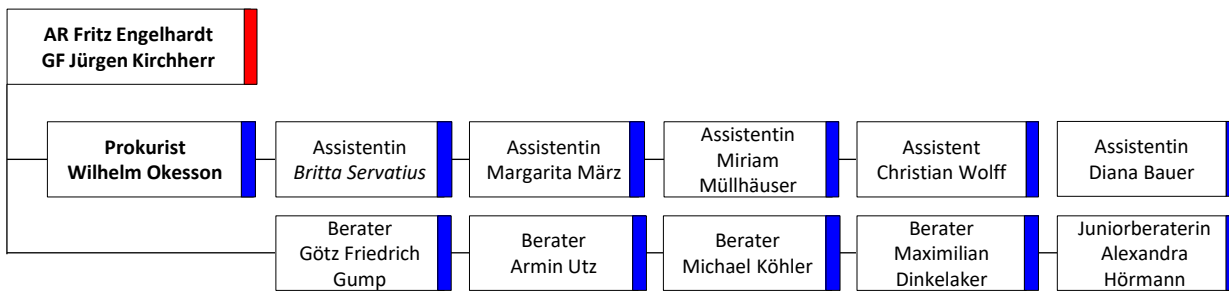 AR Fritz Engelhardt
GF Jürgen Kirchherr
Prokurist
Wilhelm Okesson
Assistentin
Britta Servatius
Assistentin
Margarita März
Assistentin
Miriam
Müllhäuser
Assistent
Christian Wolff
Assistentin
Diana Bauer
Berater
Götz Friedrich
Gump
Berater
Armin Utz
Berater
Michael Köhler
Berater
Maximilian
Dinkelaker
Juniorberaterin
Alexandra
Hörmann